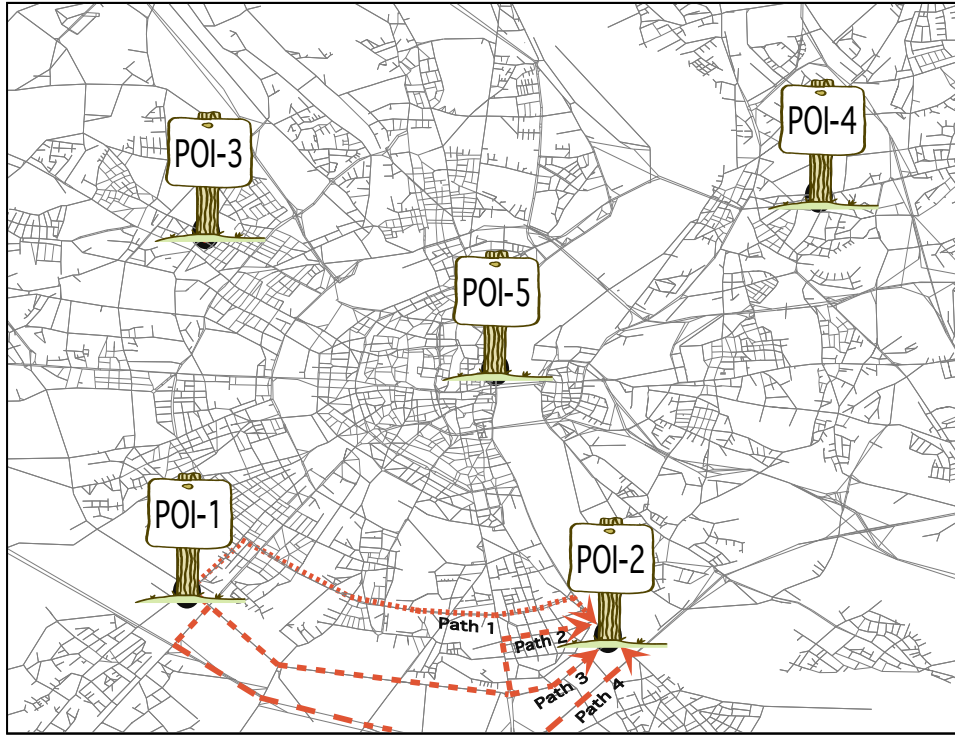 POI-4
POI-3
POI-5
POI-1
POI-2
Path 1
Path 2
Path 3
Path 4